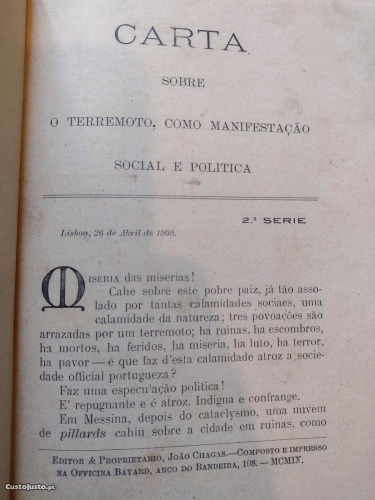 CARTA
SOBRE
O TERREMOTO, COMO MANIFESTAÇÃO
SOCIAL E POLITICA
2.ª SERIE
Lisboa, 26 de Abril de 1909.
MISERIA das miserias!
Cahe sobre este pobre paiz, já tão asso-
lado por tantas calamidades sociaes, uma
calamidade da natureza; tres povoações são
arrazadas por um terremoto; ha ruinas, ha escombros,
ha mortos, ha feridos, ha miseria, ha luto, ha terror,
ha pavor—e que faz d'esta calamidade atroz a socie-
dade official portugueza?
Faz uma especulação politica!
E' repugnante e é atroz. Indigna e confrange.
Em Messina, depois do cataclysmo, uma nuvem
de pillards cahiu sobre a cidade em ruinas, como
EDITOR & PROPRIETARIO, JOÃO CHAGAS.—COMPOSTO E IMPRESSO
NA OFFICINA BAYARD, ARCO DO BANDEIRA, 108.—MCMIX.
CustoJusto.pt